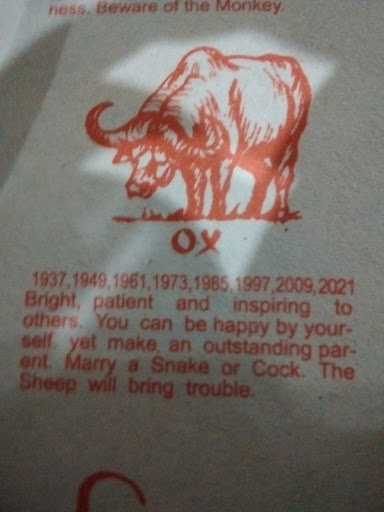 ness. Beware of the Monkey.
OX
1937,1949,1961,1973,1985,1997,2009,2021
Bright, patient and inspiring to
others. You can be happy by your-
self, yet make an outstanding par-
ent. Marry a Snake or Cock. The
Sheep will bring trouble.